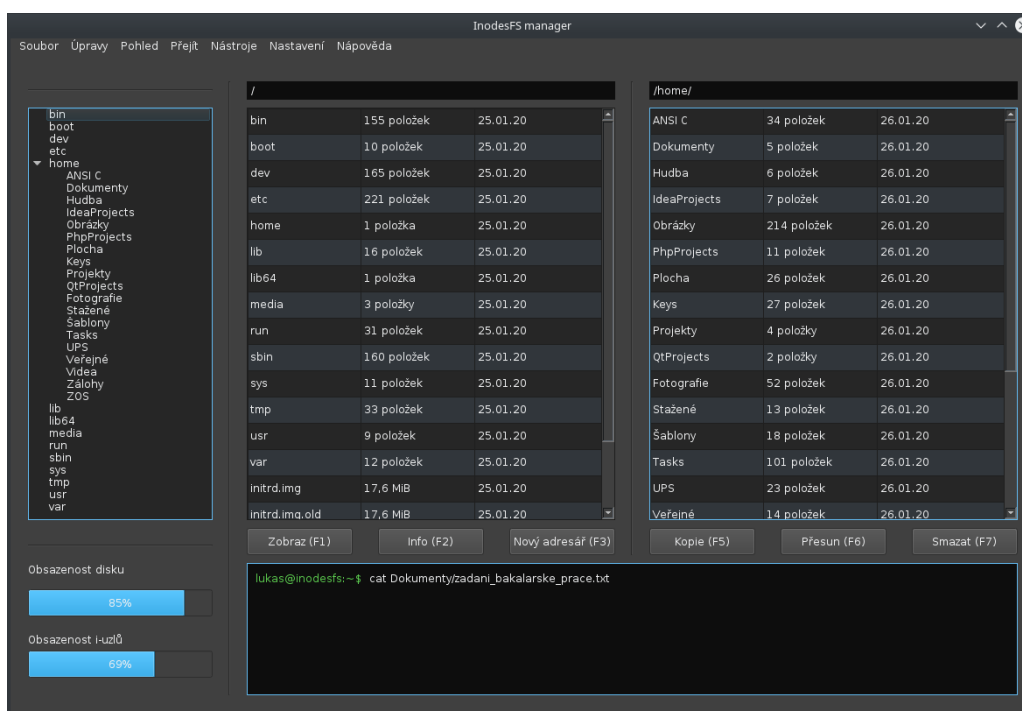 InodesFS manager
Soubor Úpravy Pohled Přejít Nástroje Nastavení Nápověda
bin
boot
dev
etc
home
ANSI C
Dokumenty
Hudba
IdeaProjects
Obrázky
PhpProjects
Plocha
Keys
Projekty
QtProjects
Fotografie
Stažené
Šablony
Tasks
UPS
Veřejné
Videa
Zálohy
ZOS
lib
lib64
media
run
sbin
sys
tmp
usr
var
Obsazenost disku
85%
Obsazenost i-uzlů
69%
/
bin 155 položek 25.01.20
boot 10 položek 25.01.20
dev 165 položek 25.01.20
etc 221 položek 25.01.20
home 1 položka 25.01.20
lib 16 položek 25.01.20
lib64 1 položka 25.01.20
media 3 položky 25.01.20
run 31 položek 25.01.20
sbin 160 položek 25.01.20
sys 11 položek 25.01.20
tmp 33 položek 25.01.20
usr 9 položek 25.01.20
var 12 položek 25.01.20
initrd.img 17,6 MiB 25.01.20
initrd.img.old 17,6 MiB 25.01.20
/home/
ANSI C 34 položek 26.01.20
Dokumenty 5 položek 26.01.20
Hudba 6 položek 26.01.20
IdeaProjects 7 položek 26.01.20
Obrázky 214 položek 26.01.20
PhpProjects 11 položek 26.01.20
Plocha 26 položek 26.01.20
Keys 27 položek 26.01.20
Projekty 4 položky 26.01.20
QtProjects 2 položky 26.01.20
Fotografie 52 položek 26.01.20
Stažené 13 položek 26.01.20
Šablony 18 položek 26.01.20
Tasks 101 položek 26.01.20
UPS 23 položek 26.01.20
Veřejné 14 položek 26.01.20
Zobraz (F1) Info (F2) Nový adresář (F3) Kopie (F5) Přesun (F6) Smazat (F7)
lukas@inodesfs:~$ cat Dokumenty/zadani_bakalarske_prace.txt